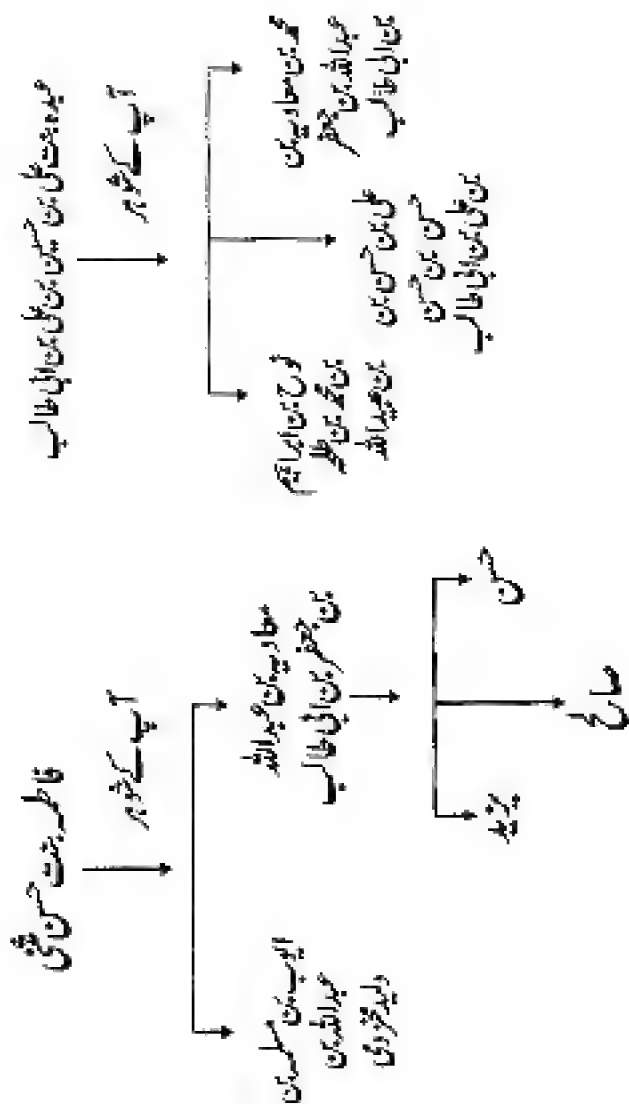 عبدہ بنت علی بن حسین بن علی بن ابی طالب
آپ کے شوہر
محمد بن معاویہ بن
عبداللہ بن جعفر
بن ابی طالب
علی بن حسن بن
حسن بن حسن
بن علی بن ابی طالب
نوح بن ابراہیم
بن محمد بن طلحہ
بن عبیداللہ
فاطمہ بنت حسن مثنی
آپ کے شوہر
معاویہ بن عبداللہ
بن جعفر بن ابی طالب
حسن
صالح
یزید
ایوب بن مسلمہ بن
عبداللہ بن
ولید مخزومی